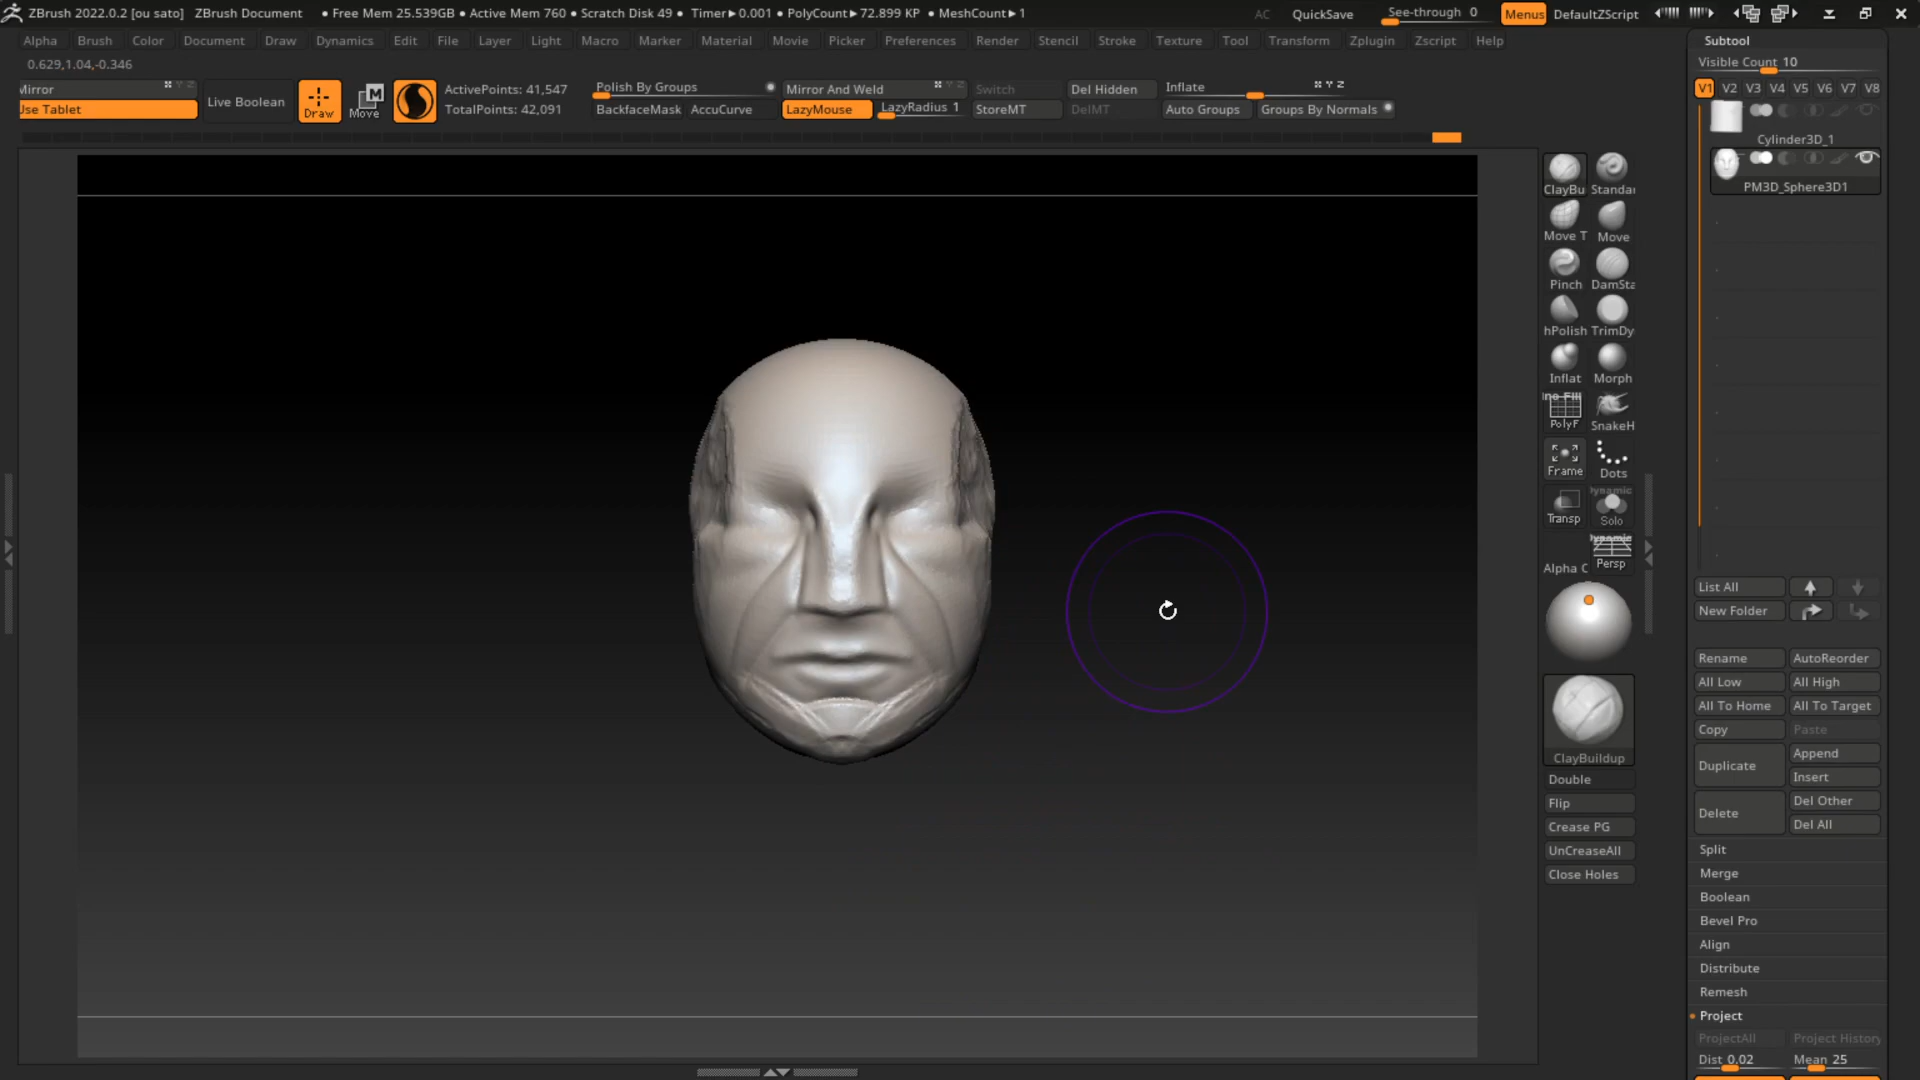 ZBrush 2022.0.2 [ou sato] ZBrush Document • Free Mem 25.539GB • Active Mem 760 • Scratch Disk 49 • Timer▸0.001 • PolyCount▸72.899 KP • MeshCount▸1 AC QuickSave See-through 0 Menus DefaultZScript
Alpha Brush Color Document Draw Dynamics Edit File Layer Light Macro Marker Material Movie Picker Preferences Render Stencil Stroke Texture Tool Transform Zplugin Zscript Help
0.629,1.04,-0.346
Mirror
Use Tablet
Live Boolean
Draw
M
Move
ActivePoints: 41,547
TotalPoints: 42,091
Polish By Groups
BackfaceMask AccuCurve
Mirror And Weld
LazyMouse LazyRadius 1
Switch
StoreMT
Del Hidden
DelMT
Inflate
Auto Groups Groups By Normals
ClayBu Standar
Move T Move
Pinch DamSta
hPolish TrimDy
Inflat Morph
PolyF SnakeH
Frame Dots
Transp Solo
Dynamic
Persp
Alpha C
ClayBuildup
Double
Flip
Crease PG
UnCreaseAll
Close Holes
Subtool
Visible Count 10
V1 V2 V3 V4 V5 V6 V7 V8
Cylinder3D_1
PM3D_Sphere3D1
List All
New Folder
Rename AutoReorder
All Low All High
All To Home All To Target
Copy Paste
Duplicate Append
Insert
Delete Del Other
Del All
Split
Merge
Boolean
Bevel Pro
Align
Distribute
Remesh
Project
ProjectAll Project History
Dist 0.02 Mean 25